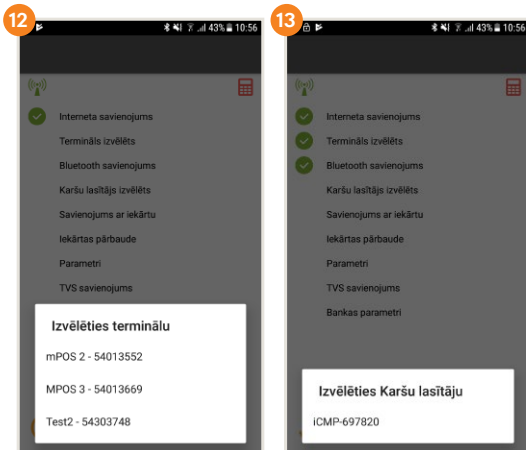 12
43% 10:56
Interneta savienojums
Termināls izvēlēts
Bluetooth savienojums
Karšu lasītājs izvēlēts
Savienojums ar iekārtu
Iekārtas pārbaude
Parametri
TVS savienojums
Izvēlēties terminālu
mPOS 2 - 54013552
MPOS 3 - 54013669
Test2 - 54303748
13
43% 10:56
Interneta savienojums
Termināls izvēlēts
Bluetooth savienojums
Karšu lasītājs izvēlēts
Savienojums ar iekārtu
Iekārtas pārbaude
Parametri
TVS savienojums
Bankas parametri
Izvēlēties Karšu lasītāju
iCMP-697820